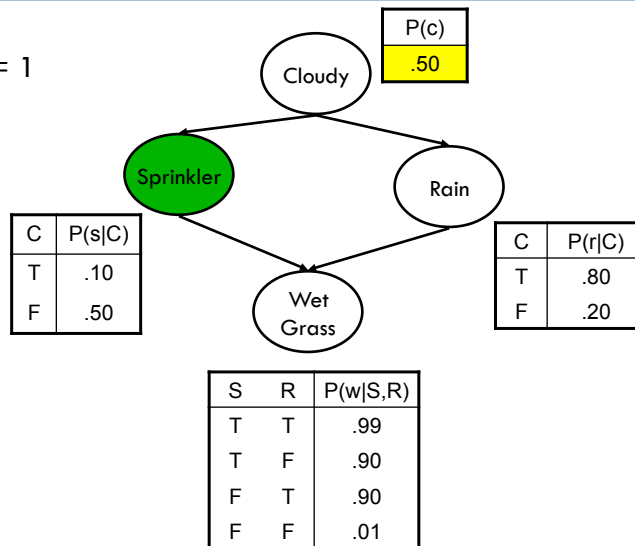 = 1
P(c)
.50
Cloudy
Sprinkler
Rain
C P(s|C)
T .10
F .50
C P(r|C)
T .80
F .20
Wet
Grass
S R P(w|S,R)
T T .99
T F .90
F T .90
F F .01